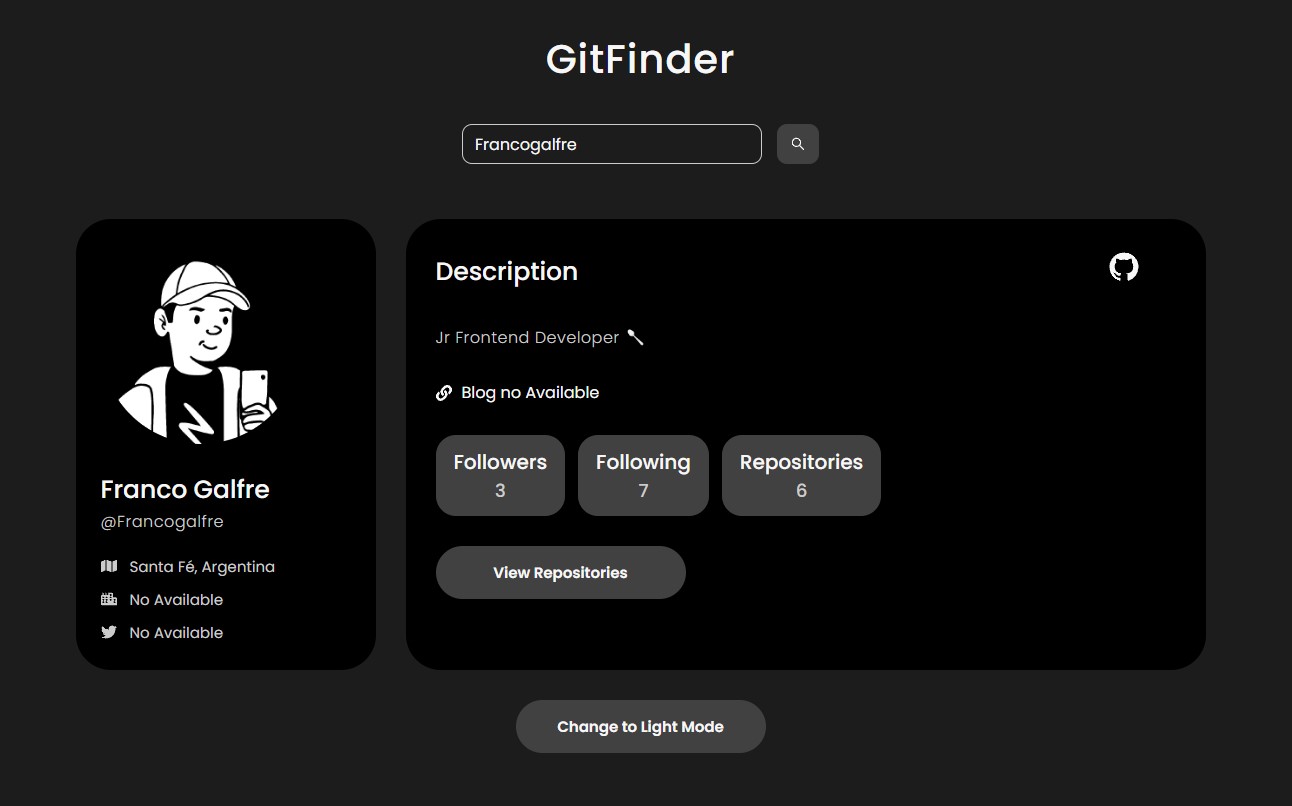 GitFinder
Francogalfre
Franco Galfre
@Francogalfre
Santa Fé, Argentina
No Available
No Available
Description
Jr Frontend Developer 🥄
Blog no Available
Followers
3
Following
7
Repositories
6
View Repositories
Change to Light Mode